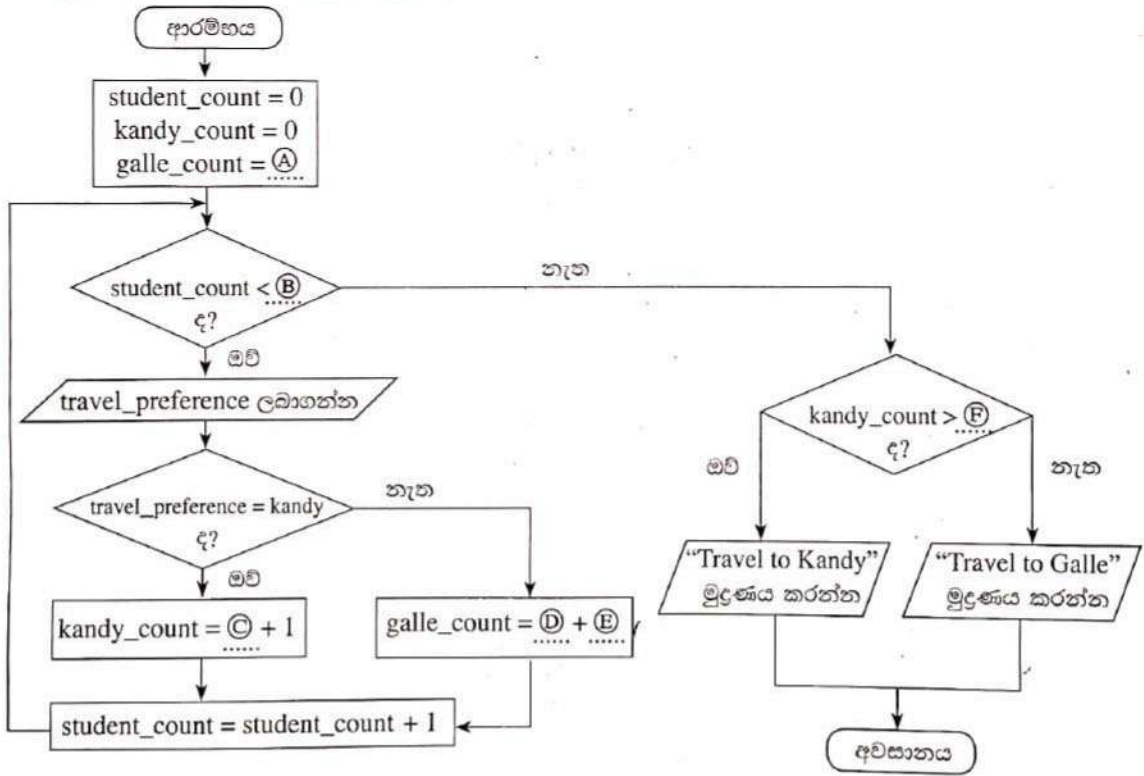 ආරම්භය
student_count = 0
kandy_count = 0
galle_count = Ⓐ
student_count < Ⓑ
ද?
නැත
ඔව්
travel_preference ලබාගන්න
travel_preference = kandy
ද?
නැත
ඔව්
kandy_count = Ⓒ + 1
galle_count = Ⓓ + Ⓔ
student_count = student_count + 1
kandy_count > Ⓕ
ද?
ඔව්
නැත
“Travel to Kandy”
මුද්‍රණය කරන්න
“Travel to Galle”
මුද්‍රණය කරන්න
අවසානය